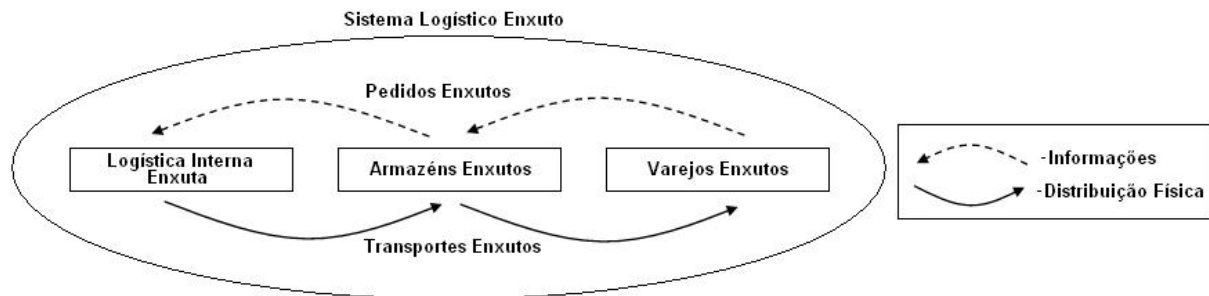 Sistema Logístico Enxuto
Pedidos Enxutos
Logística Interna
Enxuta
Armazéns Enxutos
Varejos Enxutos
Transportes Enxutos
-Informações
-Distribuição Física